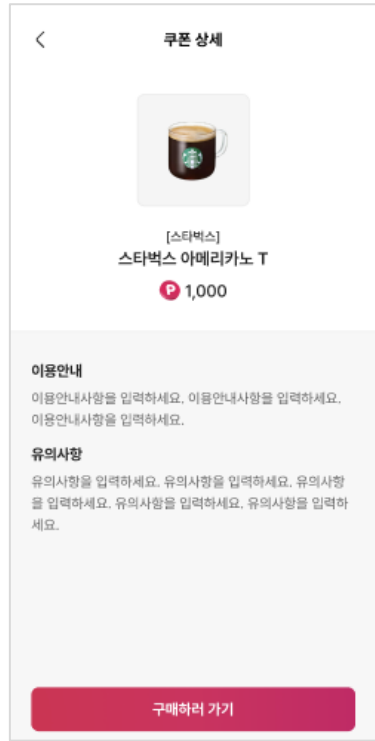 쿠폰 상세
[스타벅스]
스타벅스 아메리카노 T
P 1,000
이용안내
이용안내사항을 입력하세요. 이용안내사항을 입력하세요.
이용안내사항을 입력하세요.
유의사항
유의사항을 입력하세요. 유의사항을 입력하세요. 유의사항
을 입력하세요. 유의사항을 입력하세요. 유의사항을 입력하
세요.
구매하러 가기